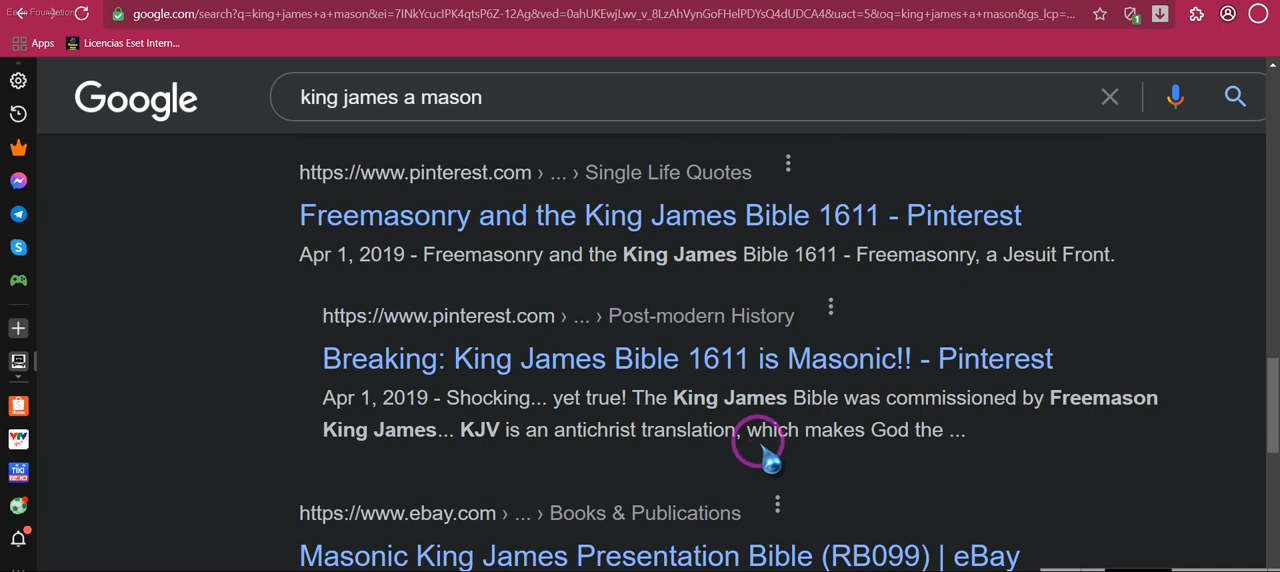 google.com/search?q=king+james+a+mason&ei=7INkYcucIPK4qtsP6Z-12Ag&ved=0ahUKEwjLwv_v_8LzAhVynGoFHelPDYsQ4dUDCA4&uact=5&oq=king+james+a+mason&gs_lcp=...
Apps Licencias Eset Intern...
Google king james a mason
https://www.pinterest.com › ... › Single Life Quotes
Freemasonry and the King James Bible 1611 - Pinterest
Apr 1, 2019 - Freemasonry and the King James Bible 1611 - Freemasonry, a Jesuit Front.
https://www.pinterest.com › ... › Post-modern History
Breaking: King James Bible 1611 is Masonic!! - Pinterest
Apr 1, 2019 - Shocking... yet true! The King James Bible was commissioned by Freemason
King James... KJV is an antichrist translation, which makes God the ...
https://www.ebay.com › ... › Books & Publications
Masonic King James Presentation Bible (RB099) | eBay